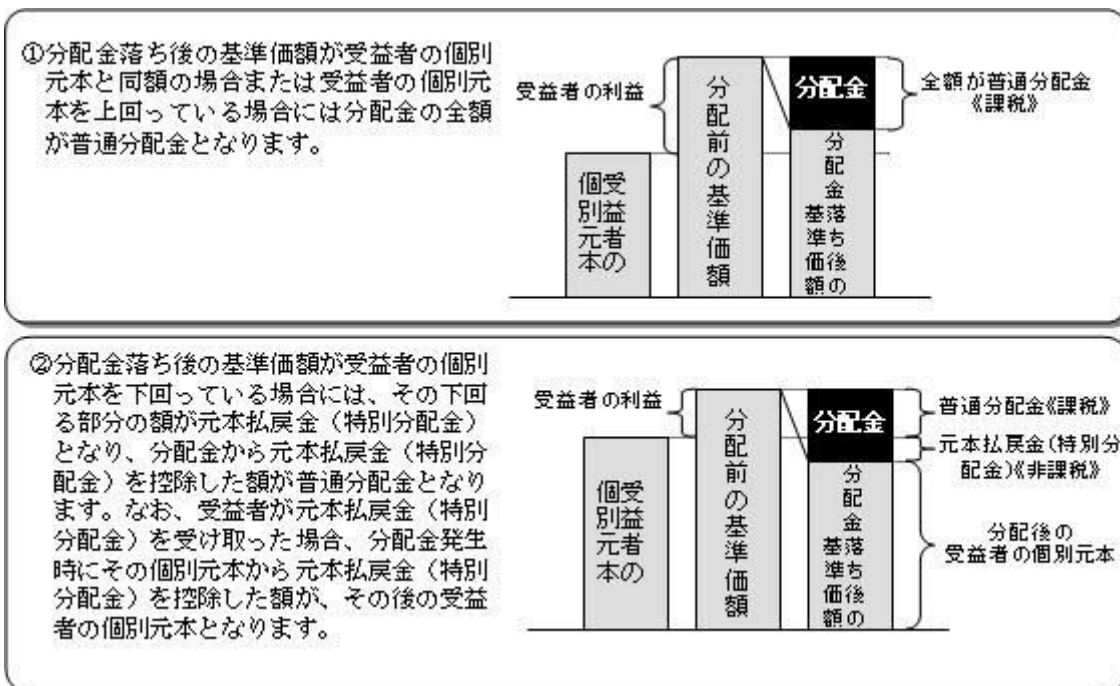 ①分配金落ち後の基準価額が受益者の個別
元本と同額の場合または受益者の個別元
本を上回っている場合には分配金の全額
が普通分配金となります。
受益者の利益
受益者の
個別元本
分配前の基準価額
分配金
分配金落ち後の
基準価額
全額が普通分配金
《課税》
②分配金落ち後の基準価額が受益者の個別
元本を下回っている場合には、その下回
る部分の額が元本払戻金（特別分配金）
となり、分配金から元本払戻金（特別分
配金）を控除した額が普通分配金となり
ます。なお、受益者が元本払戻金（特別
分配金）を受け取った場合、分配金発生
時にその個別元本から元本払戻金（特別
分配金）を控除した額が、その後の受益
者の個別元本となります。
受益者の利益
受益者の
個別元本
分配前の基準価額
分配金
分配金落ち後の
基準価額
普通分配金《課税》
元本払戻金(特別分
配金)《非課税》
分配後の
受益者の個別元本